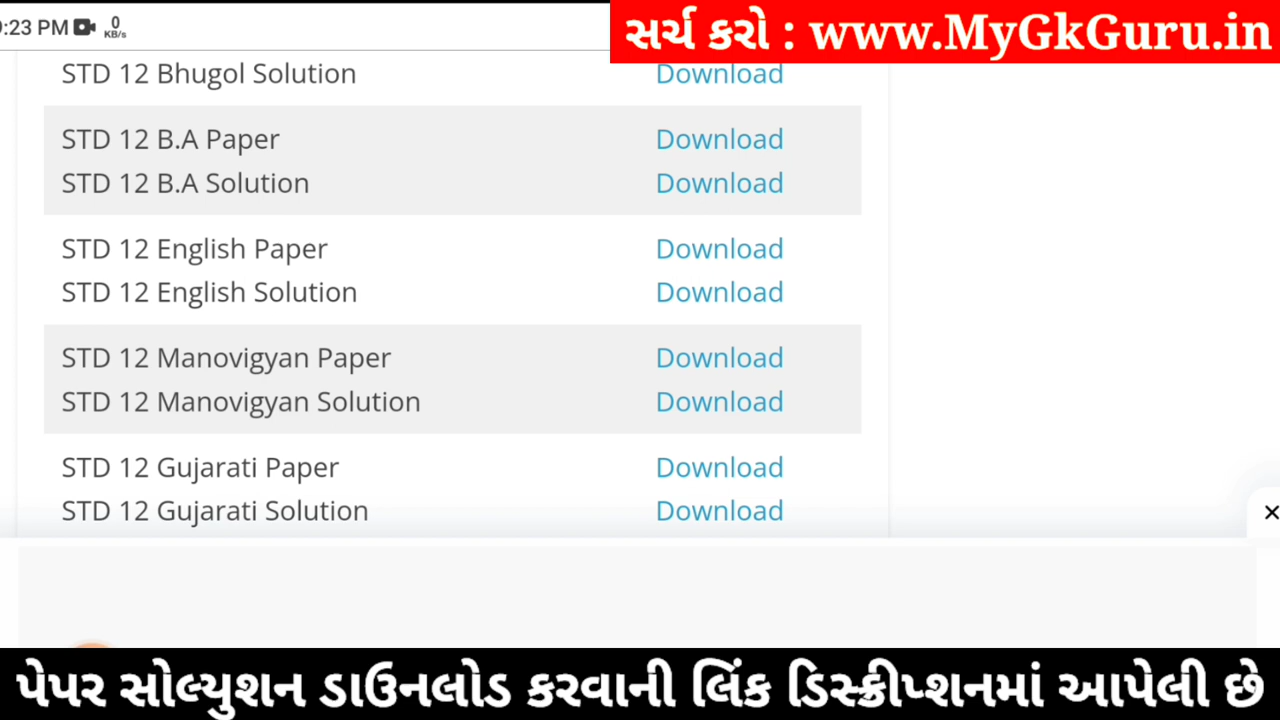 :23 PM 0 KB/s
સર્ચ કરો : www.MyGkGuru.in
STD 12 Bhugol Solution Download
STD 12 B.A Paper Download
STD 12 B.A Solution Download
STD 12 English Paper Download
STD 12 English Solution Download
STD 12 Manovigyan Paper Download
STD 12 Manovigyan Solution Download
STD 12 Gujarati Paper Download
STD 12 Gujarati Solution Download
પેપર સોલ્યુશન ડાઉનલોડ કરવાની લિંક ડિસ્ક્રીપ્શનમાં આપેલી છે